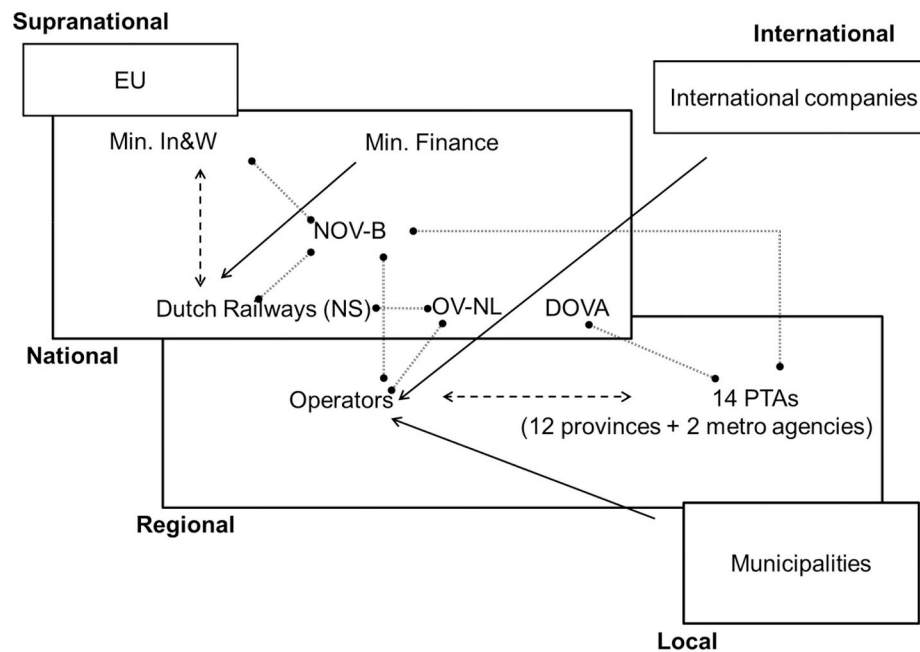 Supranational
International
EU
International companies
Min. In&W
Min. Finance
NOV-B
Dutch Railways (NS)
OV-NL
DOVA
National
Operators
14 PTAs
(12 provinces + 2 metro agencies)
Regional
Municipalities
Local